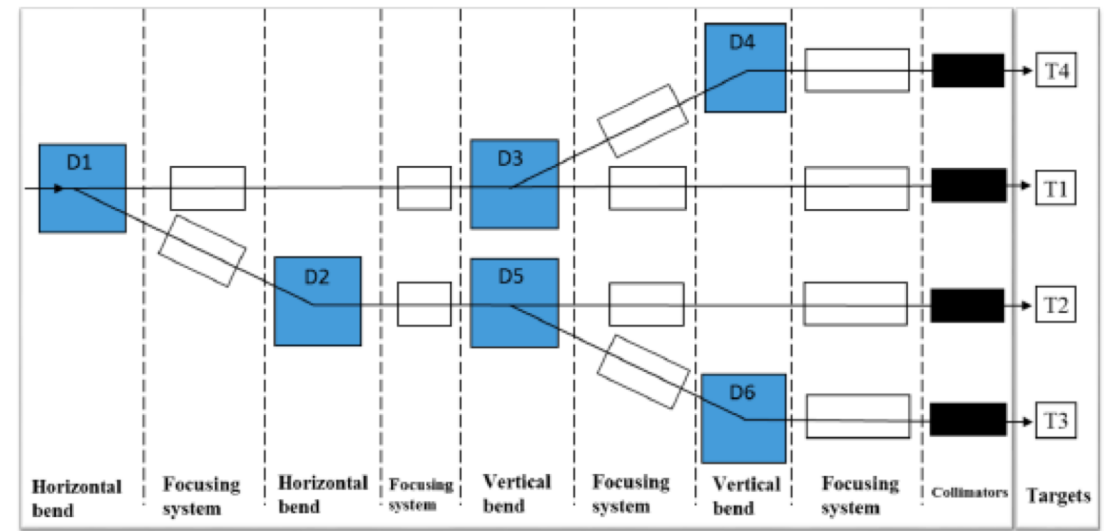 D4
T4
D1
D3
T1
D2
D5
T2
D6
T3
Horizontal
bend
Focusing
system
Horizontal
bend
Focusing
system
Vertical
bend
Focusing
system
Vertical
bend
Focusing
system
Collimators
Targets